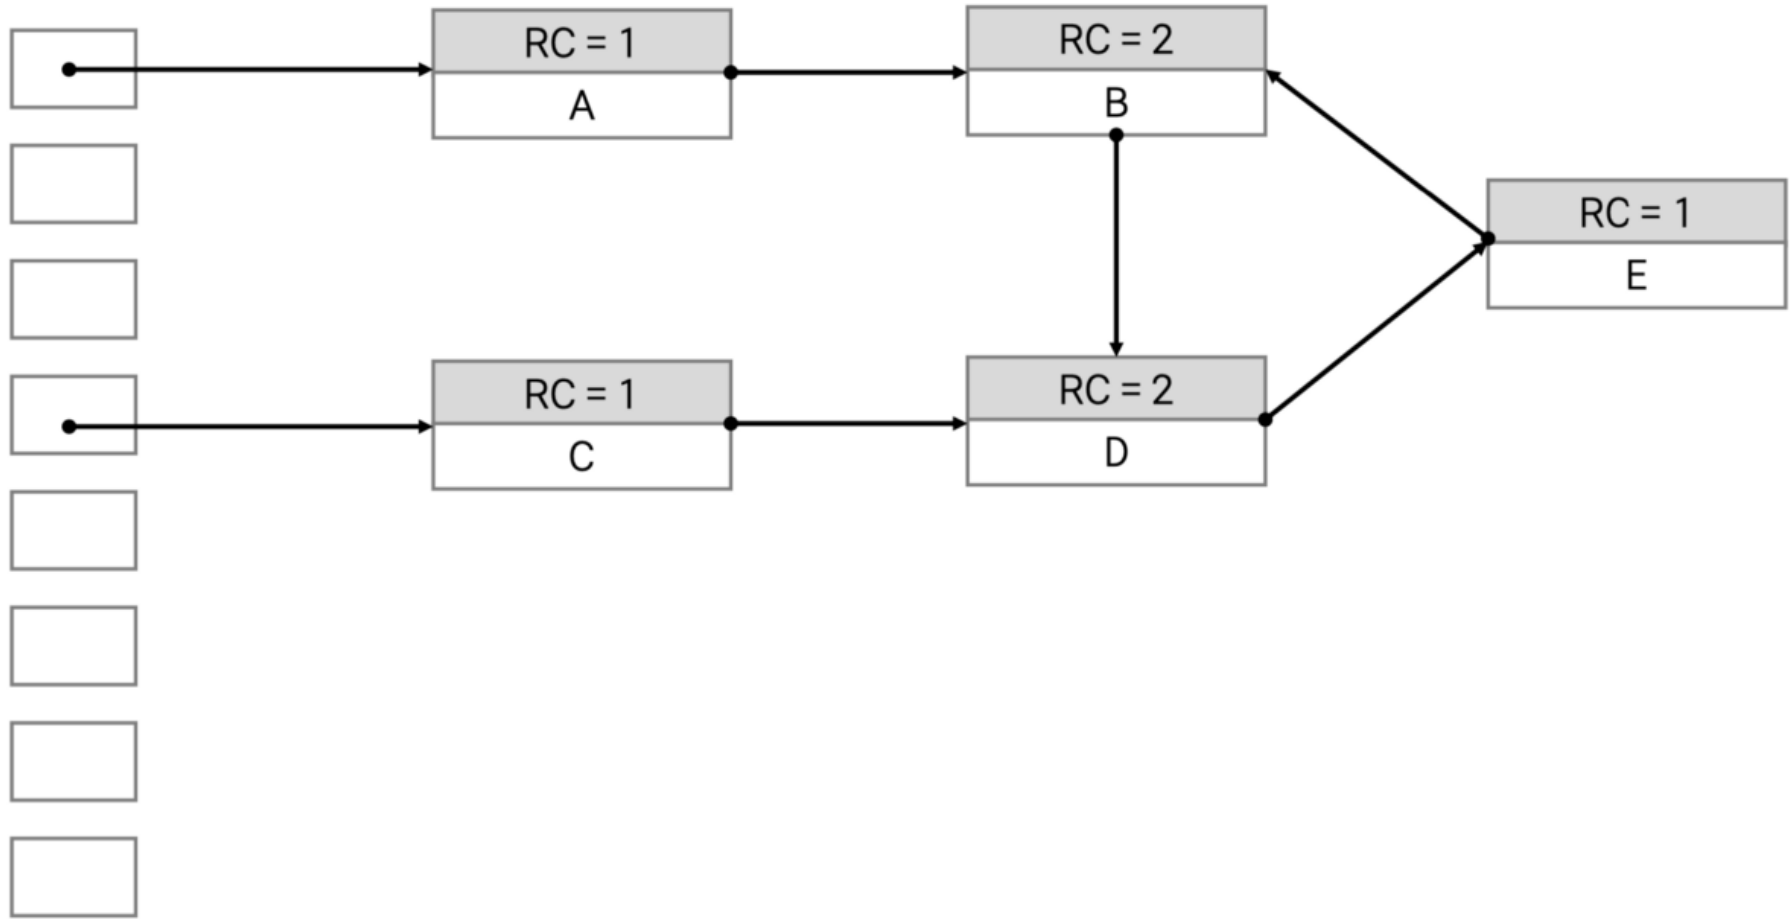 RC = 1
A
RC = 2
B
RC = 1
E
RC = 1
C
RC = 2
D